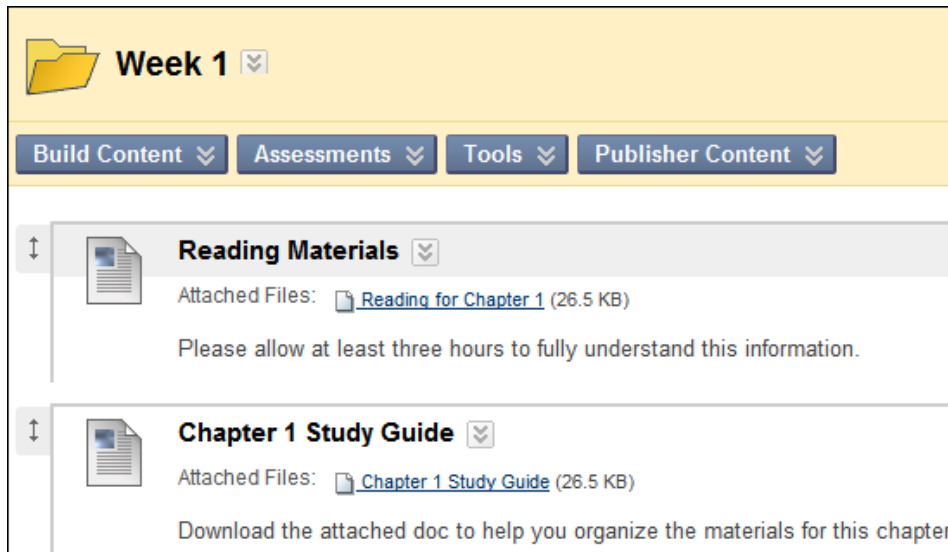 Week 1
Build Content Assessments Tools Publisher Content
Reading Materials
Attached Files: Reading for Chapter 1 (26.5 KB)
Please allow at least three hours to fully understand this information.
Chapter 1 Study Guide
Attached Files: Chapter 1 Study Guide (26.5 KB)
Download the attached doc to help you organize the materials for this chapter